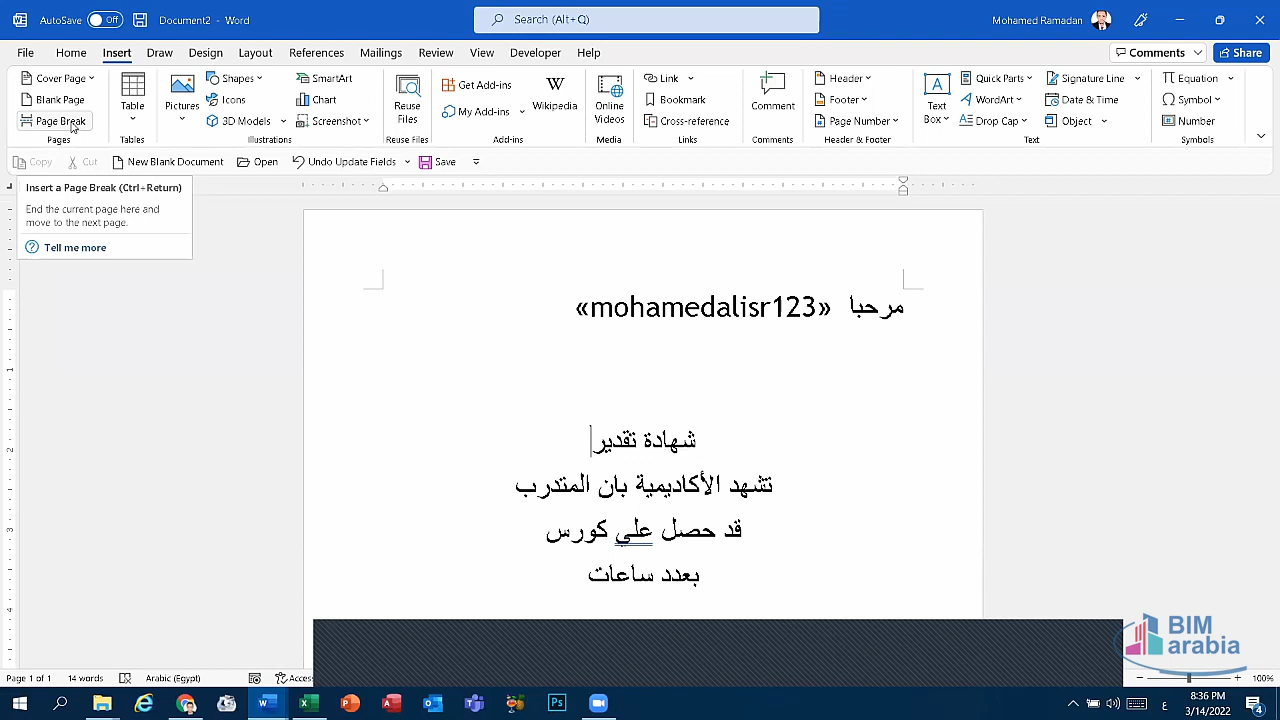 AutoSave Off Document2 - Word Search (Alt+Q) Mohamed Ramadan
File Home Insert Draw Design Layout References Mailings Review View Developer Help Comments Share
Cover Page
Blank Page
Page Break
Pages
Table
Tables
Pictures
Shapes
Icons
3D Models
SmartArt
Chart
Screenshot
Illustrations
Reuse Files
Reuse Files
Get Add-ins
My Add-ins
Wikipedia
Add-ins
Online Videos
Media
Link
Bookmark
Cross-reference
Links
Comment
Comments
Header
Footer
Page Number
Header & Footer
Text Box
Quick Parts
WordArt
Drop Cap
Signature Line
Date & Time
Object
Text
Equation
Symbol
Number
Symbols
Copy Cut New Blank Document Open Undo Update Fields Save
Insert a Page Break (Ctrl+Return)
End the current page here and
move to the next page.
Tell me more
مرحبا «mohamedalisr123»
شهادة تقدير
تشهد الأكاديمية بان المتدرب
قد حصل علي كورس
بعدد ساعات
BIM
arabia
Page 1 of 1 14 words Arabic (Egypt) Access 100%
8:36 PM
3/14/2022